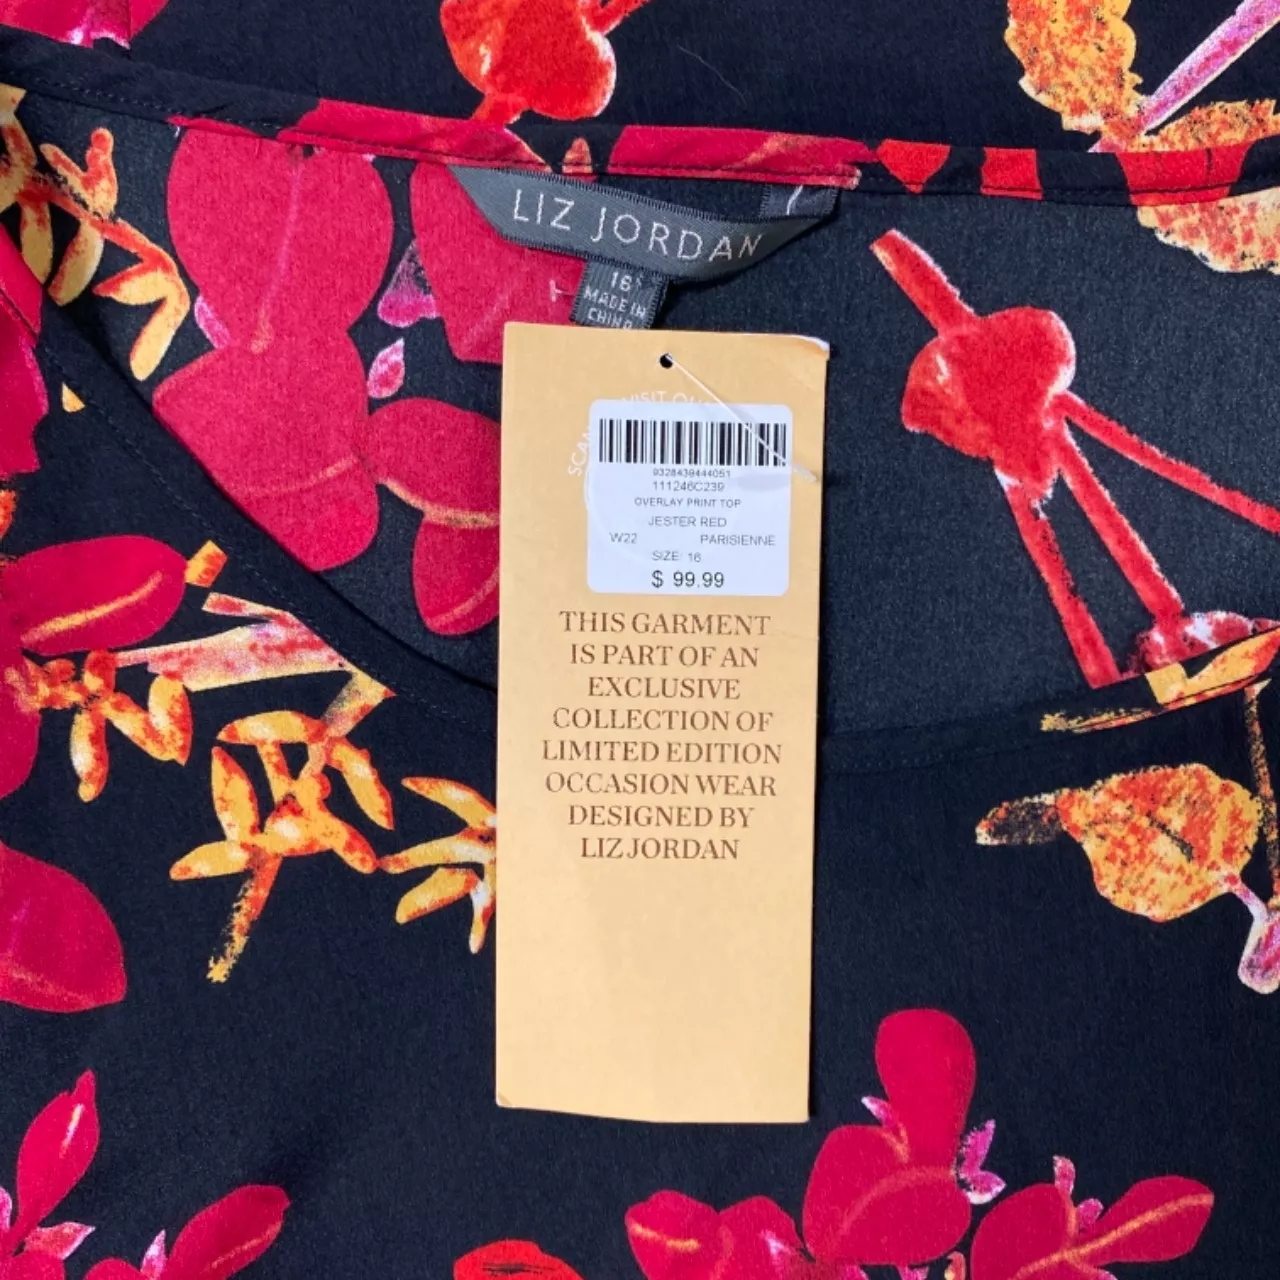 LIZ JORDAN
16
MADE IN
CHINA
9328439444051
111246C239
OVERLAY PRINT TOP
JESTER RED
W22 PARISIENNE
SIZE: 16
$ 99.99
THIS GARMENT
IS PART OF AN
EXCLUSIVE
COLLECTION OF
LIMITED EDITION
OCCASION WEAR
DESIGNED BY
LIZ JORDAN